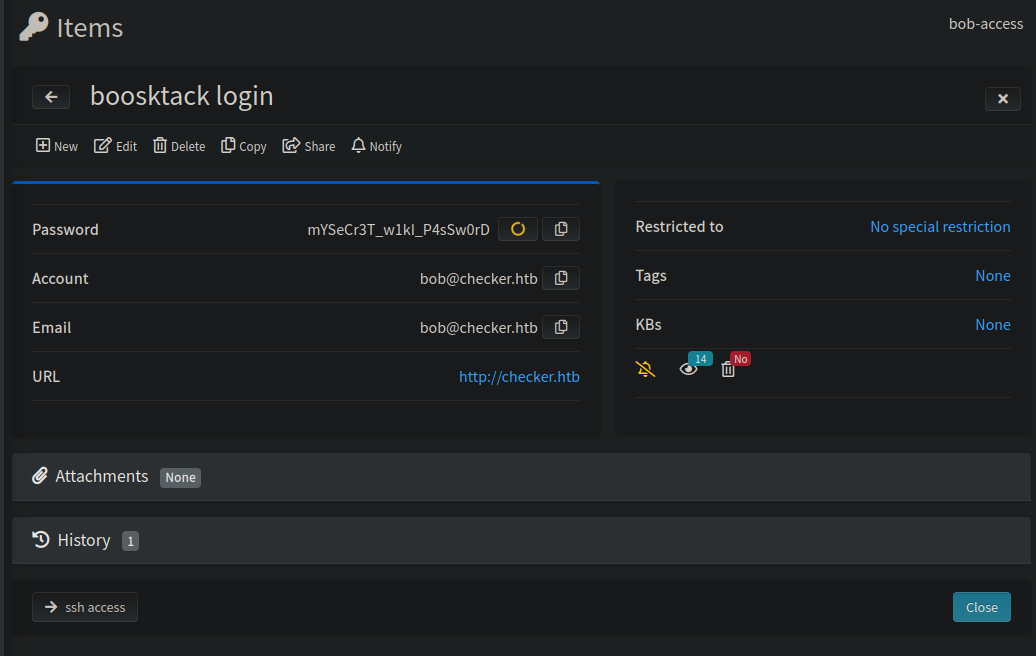 Items
bob-access
boosktack login
New Edit Delete Copy Share Notify
Password mYSeCr3T_w1kI_P4sSw0rD
Account bob@checker.htb
Email bob@checker.htb
URL http://checker.htb
Restricted to No special restriction
Tags None
KBs None
14 No
Attachments None
History 1
ssh access
Close